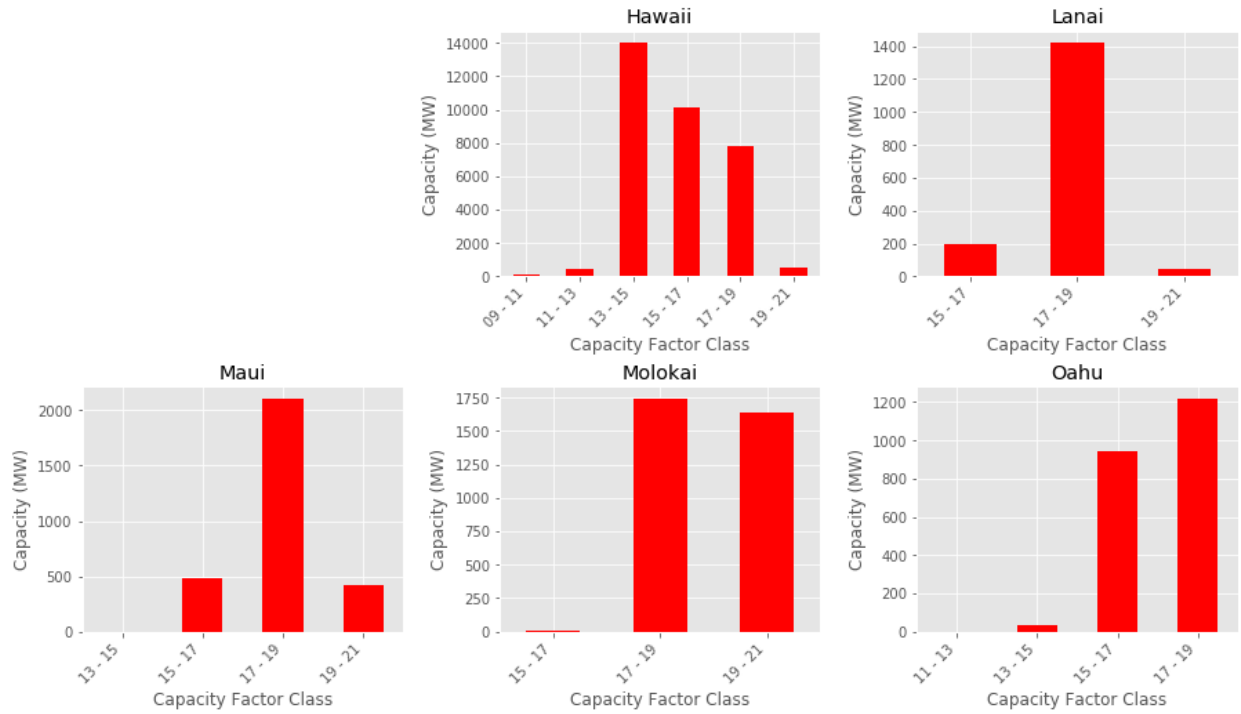 Hawaii
Capacity (MW)
14000
12000
10000
8000
6000
4000
2000
0
09 - 11
11 - 13
13 - 15
15 - 17
17 - 19
19 - 21
Capacity Factor Class
Lanai
Capacity (MW)
1400
1200
1000
800
600
400
200
0
15 - 17
17 - 19
19 - 21
Capacity Factor Class
Maui
Capacity (MW)
2000
1500
1000
500
0
13 - 15
15 - 17
17 - 19
19 - 21
Capacity Factor Class
Molokai
Capacity (MW)
1750
1500
1250
1000
750
500
250
0
15 - 17
17 - 19
19 - 21
Capacity Factor Class
Oahu
Capacity (MW)
1200
1000
800
600
400
200
0
11 - 13
13 - 15
15 - 17
17 - 19
Capacity Factor Class